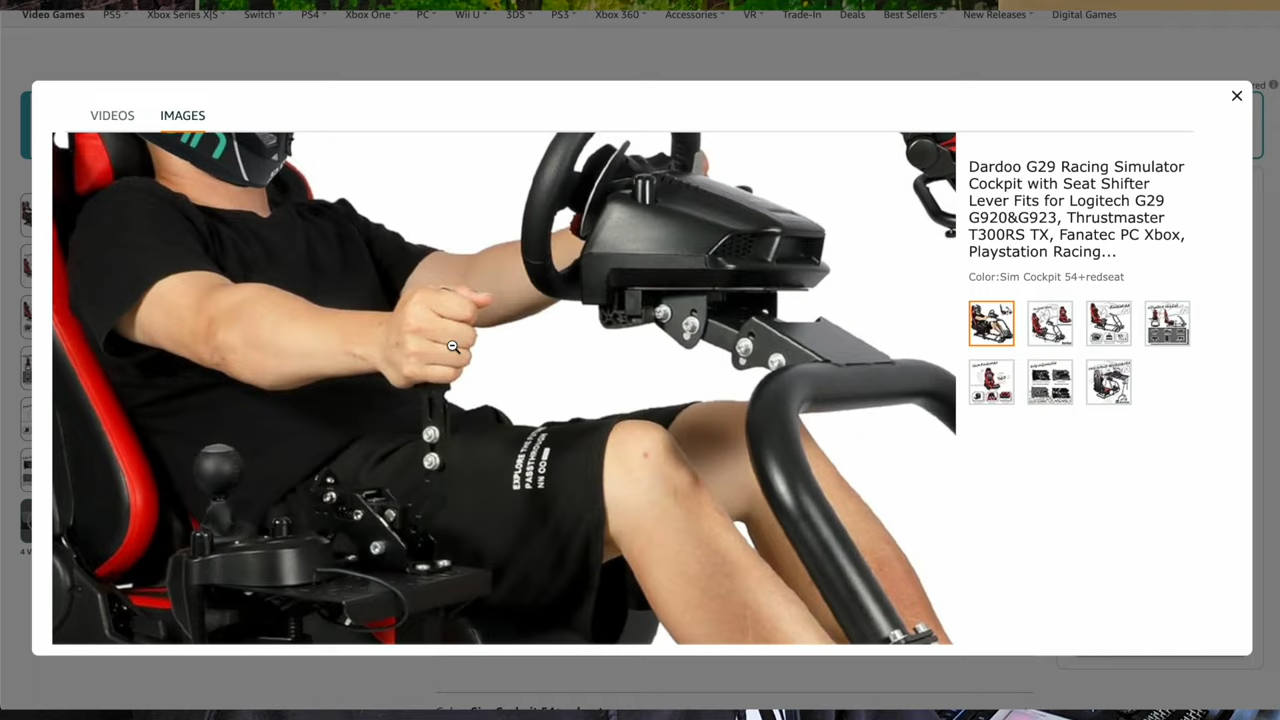 Video Games PS5 Xbox Series X|S Switch PS4 Xbox One PC Wii U 3DS PS3 Xbox 360 Accessories VR Trade-In Deals Best Sellers New Releases Digital Games
VIDEOS IMAGES
Dardoo G29 Racing Simulator
Cockpit with Seat Shifter
Lever Fits for Logitech G29
G920&G923, Thrustmaster
T300RS TX, Fanatec PC Xbox,
Playstation Racing...
Color:Sim Cockpit 54+redseat
EXPLORE THE
PASSTHROUGH